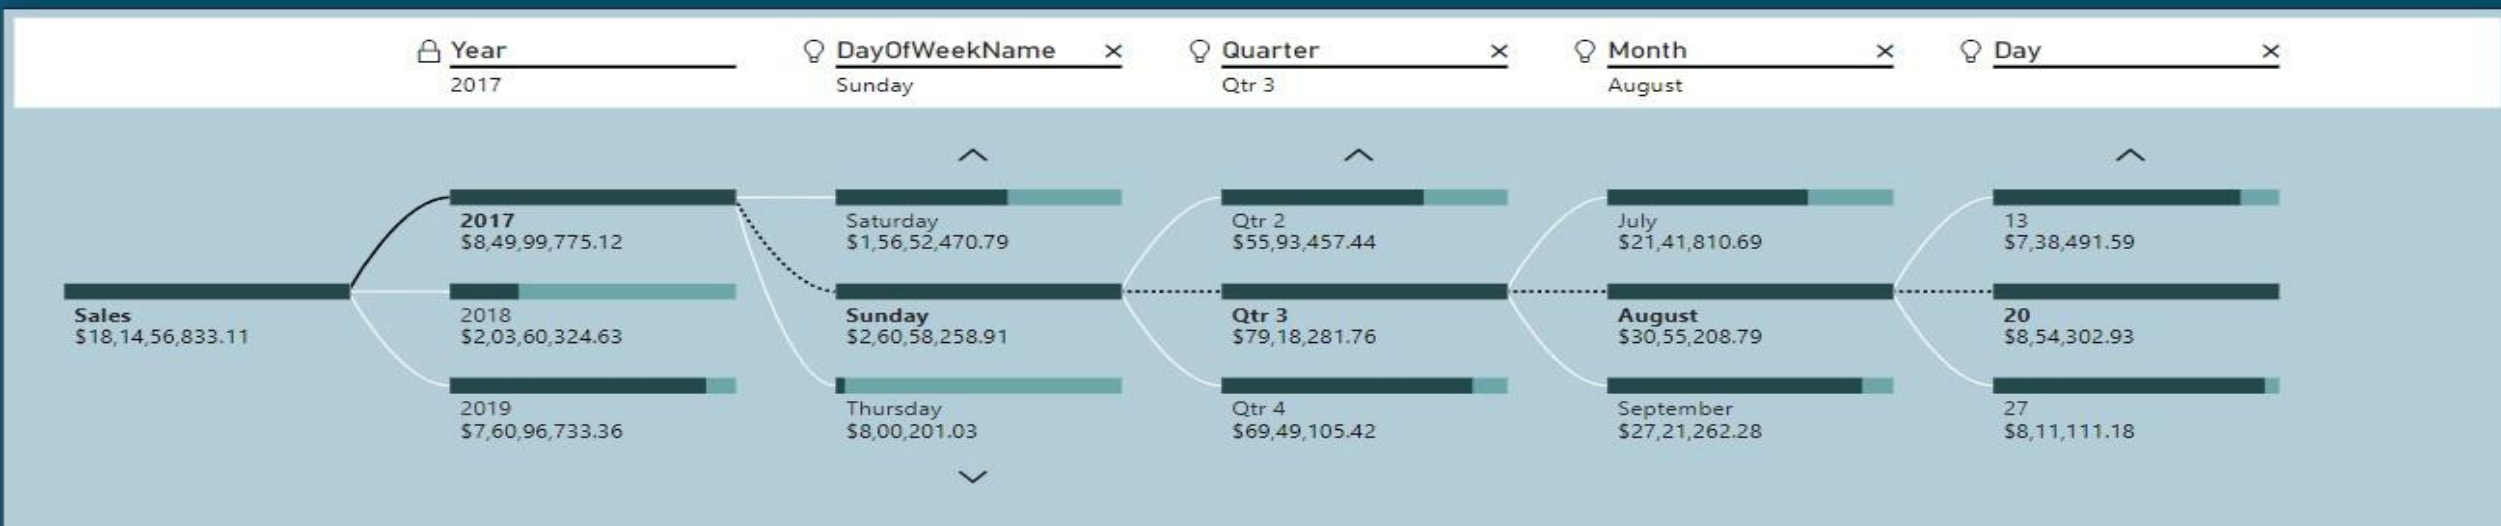 Year
2017
DayOfWeekName
Sunday
Quarter
Qtr 3
Month
August
Day
Sales
$18,14,56,833.11
2017
$8,49,99,775.12
2018
$2,03,60,324.63
2019
$7,60,96,733.36
Saturday
$1,56,52,470.79
Sunday
$2,60,58,258.91
Thursday
$8,00,201.03
Qtr 2
$55,93,457.44
Qtr 3
$79,18,281.76
Qtr 4
$69,49,105.42
July
$21,41,810.69
August
$30,55,208.79
September
$27,21,262.28
13
$7,38,491.59
20
$8,54,302.93
27
$8,11,111.18